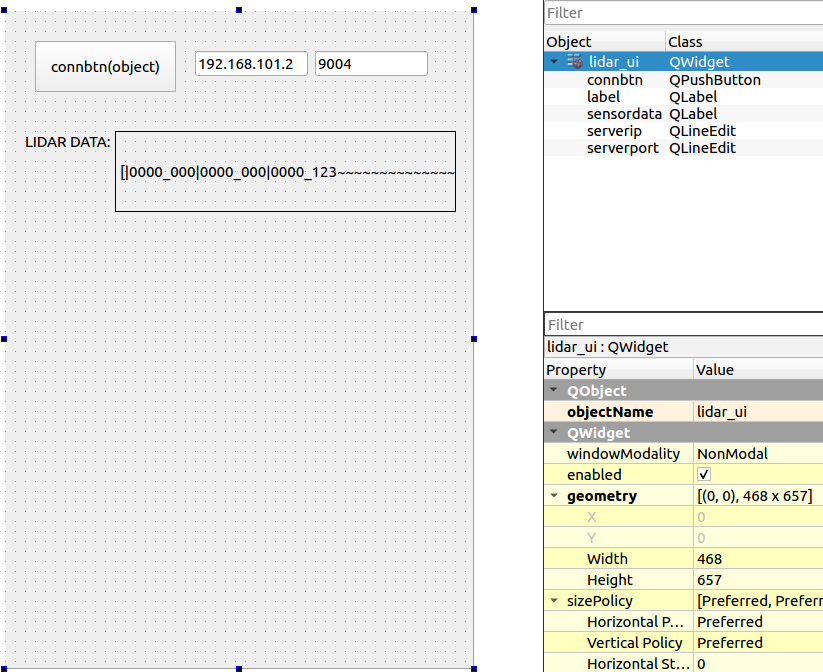 connbtn(object)
192.168.101.2
9004
LIDAR DATA:
[|0000_000|0000_000|0000_123~~~~~~~~~~~~~~
Filter
Object Class
lidar_ui QWidget
connbtn QPushButton
label QLabel
sensordata QLabel
serverip QLineEdit
serverport QLineEdit
Filter
lidar_ui : QWidget
Property Value
QObject
objectName lidar_ui
QWidget
windowModality NonModal
enabled
geometry [(0, 0), 468 x 657]
X 0
Y 0
Width 468
Height 657
sizePolicy [Preferred, Preferr
Horizontal P... Preferred
Vertical Policy Preferred
Horizontal St... 0